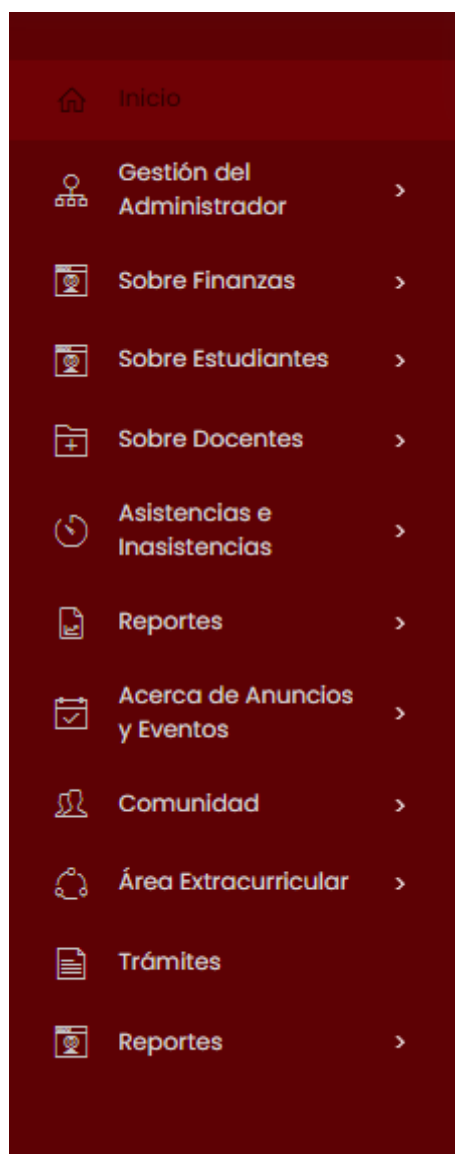 Inicio
Gestión del
Administrador
Sobre Finanzas
Sobre Estudiantes
Sobre Docentes
Asistencias e
Inasistencias
Reportes
Acerca de Anuncios
y Eventos
Comunidad
Área Extracurricular
Trámites
Reportes